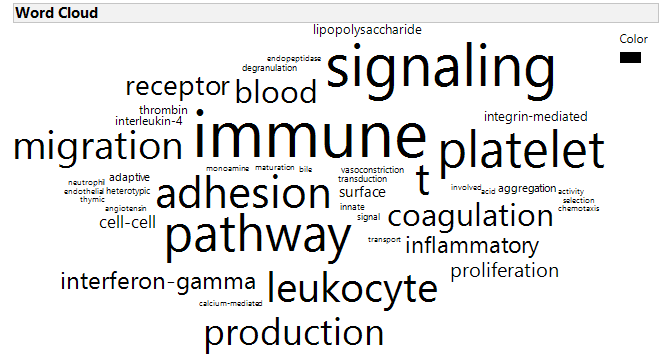 Word Cloud
Color
lipopolysaccharide
endopeptidase
degranulation
signaling
receptor
blood
thrombin
interleukin-4
immune
integrin-mediated
migration
platelet
monoamine
maturation
bile
vasoconstriction
transduction
t
adaptive
neutrophil
endothelial
heterotypic
thymic
adhesion
surface
involved
acid
aggregation
activity
selection
chemotaxis
angiotensin
innate
signal
cell-cell
pathway
coagulation
transport
inflammatory
interferon-gamma
leukocyte
proliferation
calcium-mediated
production